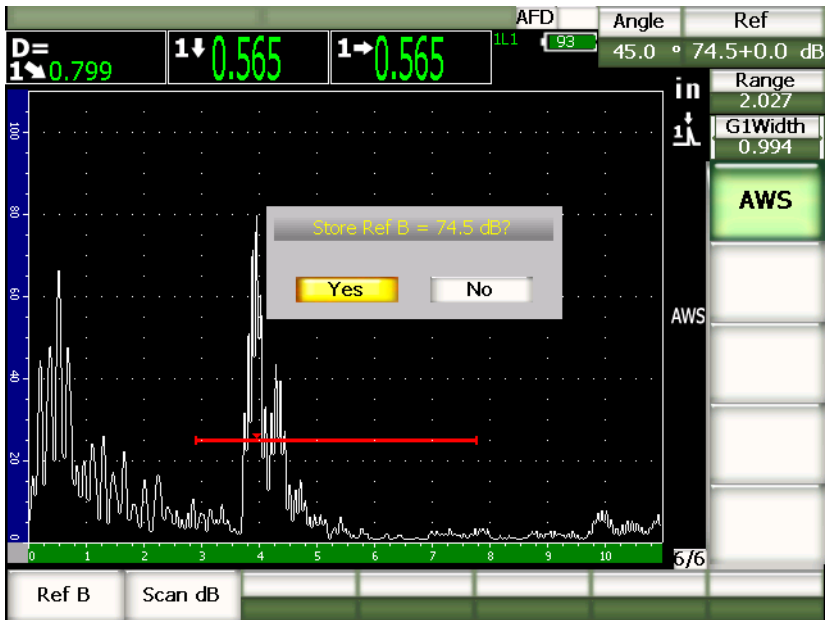 AFD
Angle
Ref
D=
1 0.799
1 0.565
1 0.565
1L1
93
45.0 ° 74.5+0.0 dB
in
Range
2.027
1
G1Width
0.994
AWS
Store Ref B = 74.5 dB?
Yes
No
AWS
100
80
60
40
20
0
0 1 2 3 4 5 6 7 8 9 10
6/6
Ref B
Scan dB